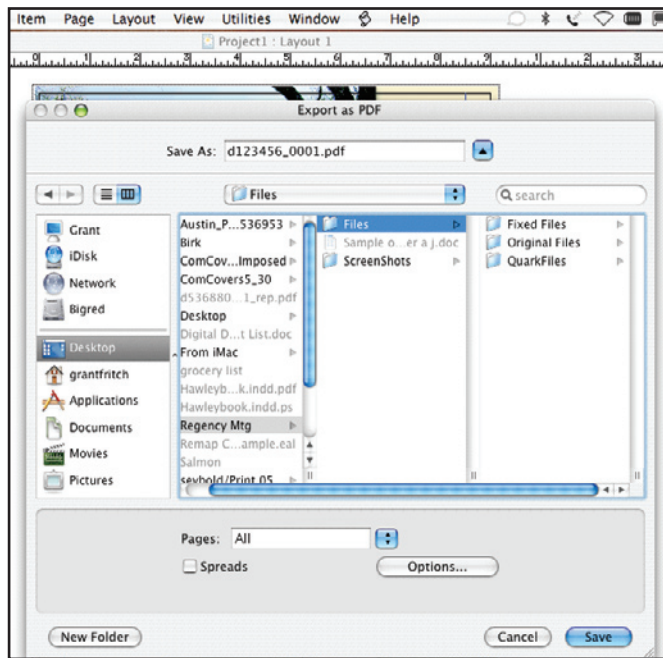 Item Page Layout View Utilities Window Help
Project1 : Layout 1
Export as PDF
Save As: d123456_0001.pdf
Files
search
Grant
iDisk
Network
Bigred
Desktop
grantfritch
Applications
Documents
Movies
Pictures
Austin_P...536953
Birk
ComCov...Imposed
ComCovers5_30
d536880...1_rep.pdf
Desktop
Digital D...t List.doc
From iMac
grocery list
Hawleyb...k.indd.pdf
Hawleybook.indd.ps
Regency Mtg
Remap C...ample.eal
Salmon
seybold/Print 05
Files
Sample o...er a j.doc
ScreenShots
Fixed Files
Original Files
QuarkFiles
Pages: All
Spreads
Options...
New Folder
Cancel
Save